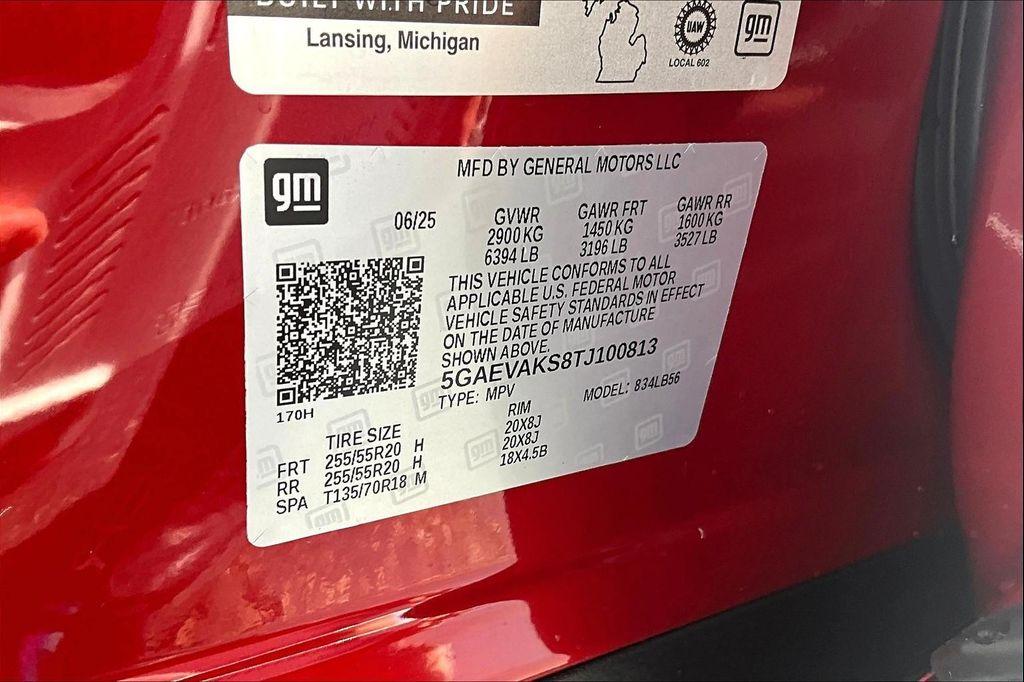 BUILT WITH PRIDE
Lansing, Michigan
UAW
LOCAL 602
gm
gm
MFD BY GENERAL MOTORS LLC
06/25
GVWR
2900 KG
6394 LB
GAWR FRT
1450 KG
3196 LB
GAWR RR
1600 KG
3527 LB
THIS VEHICLE CONFORMS TO ALL
APPLICABLE U.S. FEDERAL MOTOR
VEHICLE SAFETY STANDARDS IN EFFECT
ON THE DATE OF MANUFACTURE
SHOWN ABOVE.
5GAEVAKS8TJ100813
TYPE: MPV MODEL: 834LB56
170H
TIRE SIZE RIM
FRT 255/55R20 H 20X8J
RR 255/55R20 H 20X8J
SPA T135/70R18 M 18X4.5B